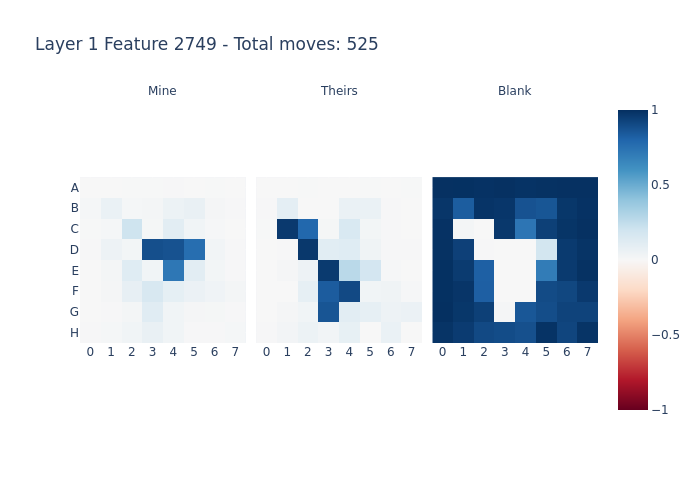 Layer 1 Feature 2749 - Total moves: 525
Mine Theirs Blank
A
B
C
D
E
F
G
H
0 1 2 3 4 5 6 7 0 1 2 3 4 5 6 7 0 1 2 3 4 5 6 7
1
0.5
0
−0.5
−1